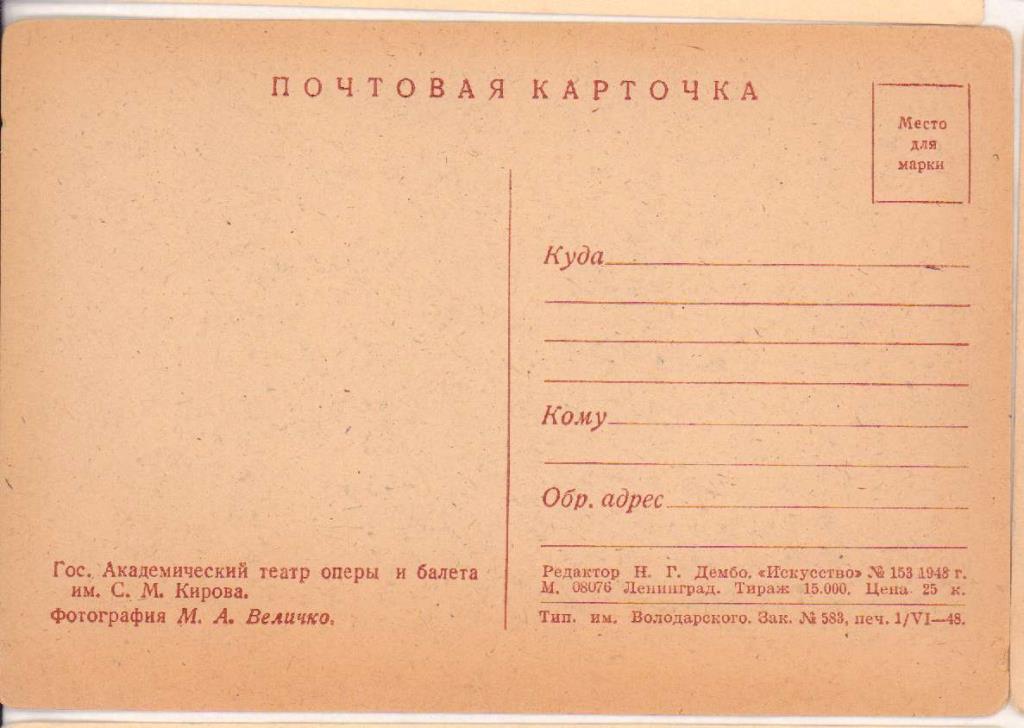 ПОЧТОВАЯ КАРТОЧКА
Место
для
марки
Куда
Кому
Обр. адрес
Гос. Академический театр оперы и балета
им. С. М. Кирова.
Фотография М. А. Величко.
Редактор Н. Г. Дембо. «Искусство» № 153 1948 г.
М. 08076 Ленинград. Тираж 15.000. Цена 25 к.
Тип. им. Володарского. Зак. № 583, печ. 1/VI—48.